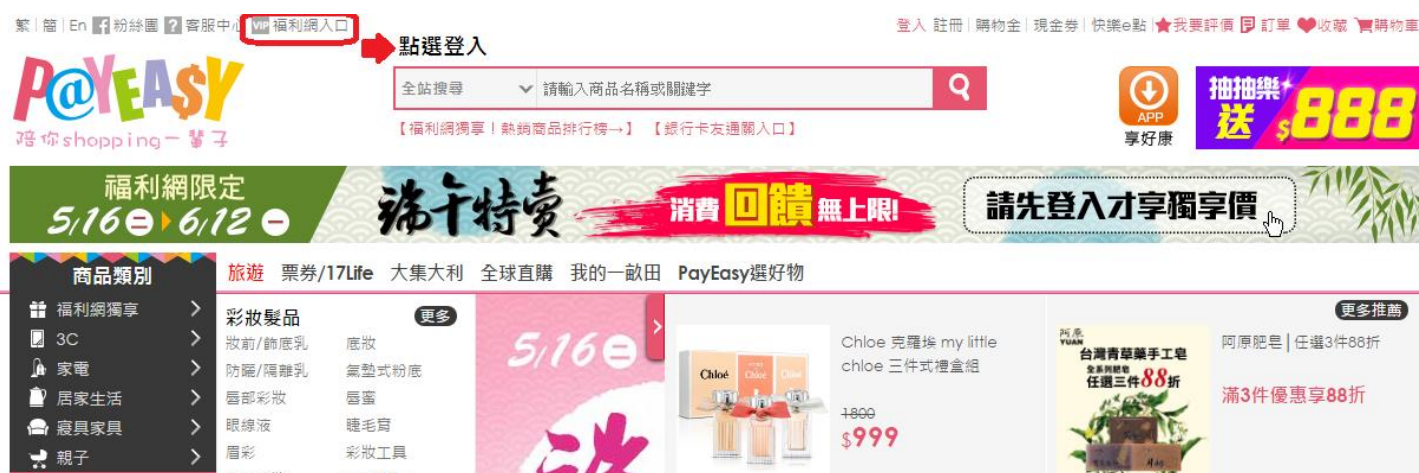 繁|簡|En 粉絲團 客服中心 VIP 福利網入口
登入 註冊|購物金|現金券|快樂e點|我要評價 訂單 收藏 購物車
點選登入
P@YEA$Y
陪你shopping一輩子
全站搜尋 請輸入商品名稱或關鍵字
【福利網獨享!熱銷商品排行榜→】【銀行卡友通關入口】
APP
享好康
抽抽樂
送$888
福利網限定
5/16㊁▸6/12㊀
端午特賣
消費回饋無上限!
請先登入才享獨享價
商品類別
旅遊 票券/17Life 大集大利 全球直購 我的一畝田 PayEasy選好物
福利網獨享
3C
家電
居家生活
寢具家具
親子
彩妝髮品 更多
妝前/飾底乳 底妝
防曬/隔離乳 氣墊式粉底
唇部彩妝 唇蜜
眼線液 睫毛膏
眉彩 彩妝工具
5/16㊁
端
Chloé Chloé Chloé
Chloe 克羅埃 my little
chloe 三件式禮盒組
1800
$999
更多推薦
阿原
YUAN
台灣青草藥手工皂
全系列肥皂
任選三件88折
阿原肥皂|任選3件88折
滿3件優惠享88折